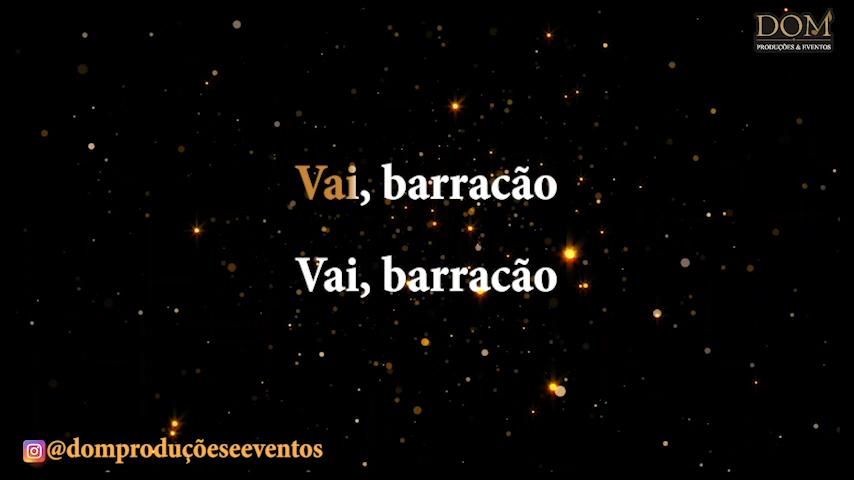 DOM
PRODUÇÕES & EVENTOS
Vai, barracão
Vai, barracão
@domproduçõeseeventos